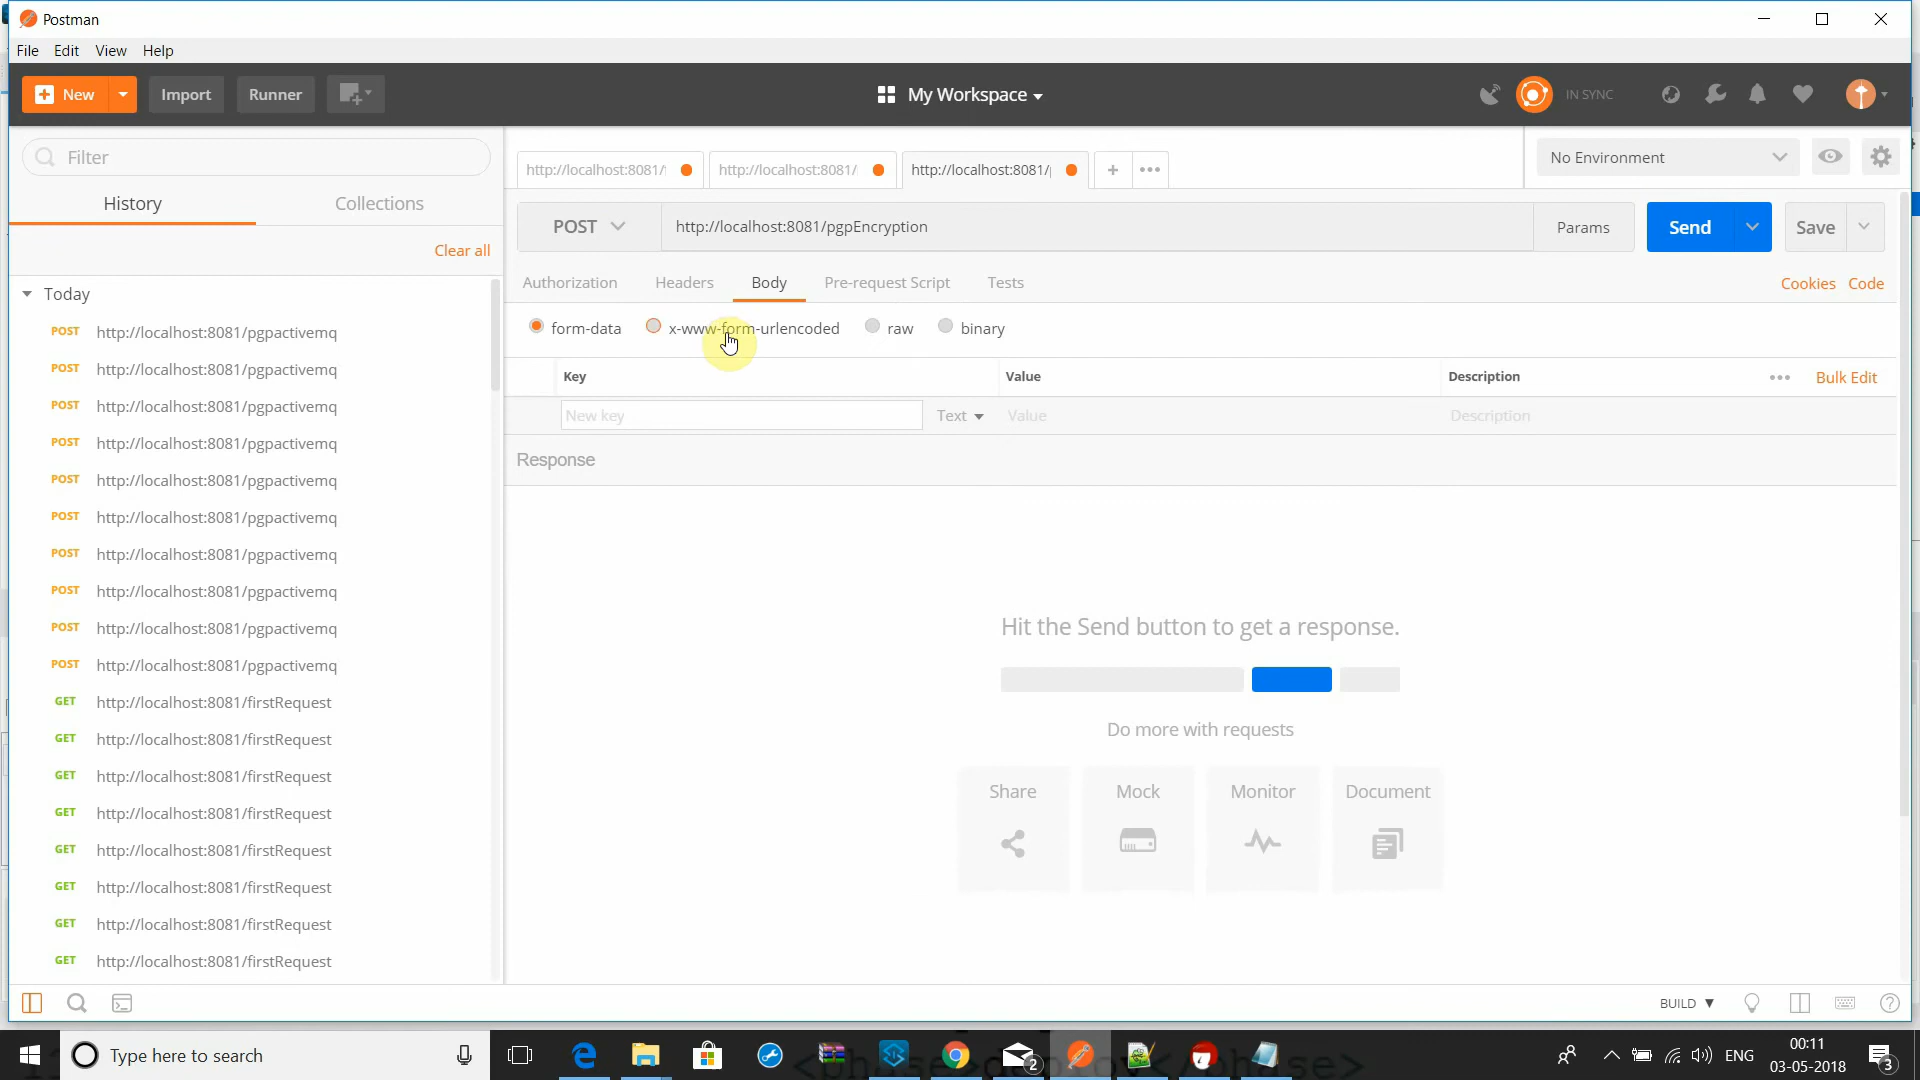 Postman
File Edit View Help
New Import Runner My Workspace IN SYNC
Filter
History Collections
Clear all
Today
POST http://localhost:8081/pgpactivemq
POST http://localhost:8081/pgpactivemq
POST http://localhost:8081/pgpactivemq
POST http://localhost:8081/pgpactivemq
POST http://localhost:8081/pgpactivemq
POST http://localhost:8081/pgpactivemq
POST http://localhost:8081/pgpactivemq
POST http://localhost:8081/pgpactivemq
POST http://localhost:8081/pgpactivemq
POST http://localhost:8081/pgpactivemq
GET http://localhost:8081/firstRequest
GET http://localhost:8081/firstRequest
GET http://localhost:8081/firstRequest
GET http://localhost:8081/firstRequest
GET http://localhost:8081/firstRequest
GET http://localhost:8081/firstRequest
GET http://localhost:8081/firstRequest
GET http://localhost:8081/firstRequest
http://localhost:8081/ http://localhost:8081/ http://localhost:8081/ + •••
No Environment
POST http://localhost:8081/pgpEncryption Params Send Save
Authorization Headers Body Pre-request Script Tests Cookies Code
form-data x-www-form-urlencoded raw binary
Key Value Description ••• Bulk Edit
New key Text Value Description
Response
Hit the Send button to get a response.
Do more with requests
Share Mock Monitor Document
BUILD
Type here to search
2
<phase>
</phase>
ENG
00:11
03-05-2018
3